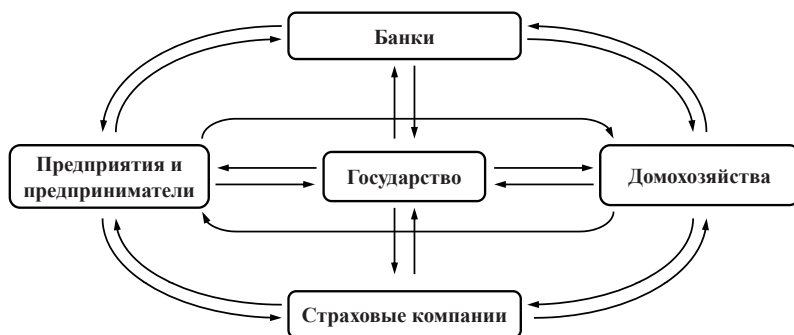 Банки
Предприятия и
предприниматели
Государство
Домохозяйства
Страховые компании